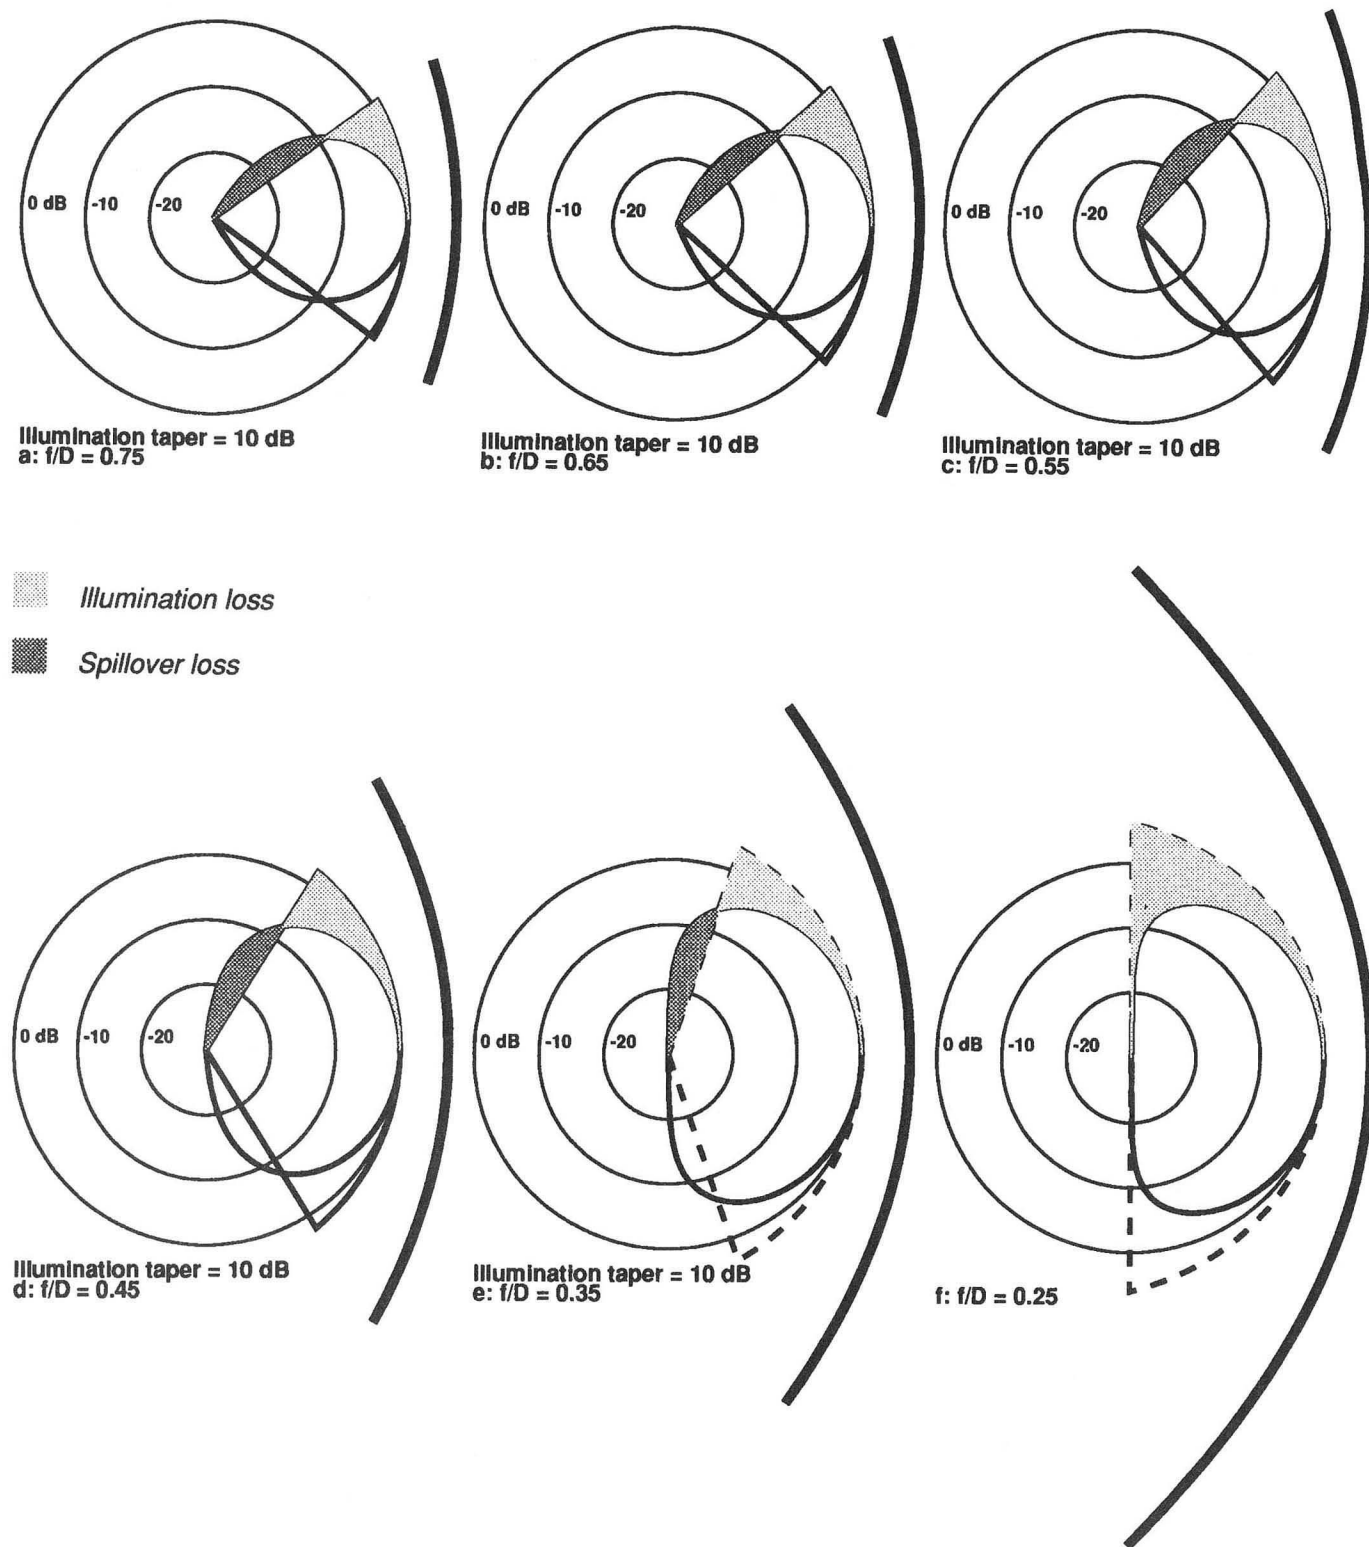 0 dB -10 -20
Illumination taper = 10 dB
a: f/D = 0.75
0 dB -10 -20
Illumination taper = 10 dB
b: f/D = 0.65
0 dB -10 -20
Illumination taper = 10 dB
c: f/D = 0.55
Illumination loss
Spillover loss
0 dB -10 -20
Illumination taper = 10 dB
d: f/D = 0.45
0 dB -10 -20
Illumination taper = 10 dB
e: f/D = 0.35
0 dB -10 -20
f: f/D = 0.25